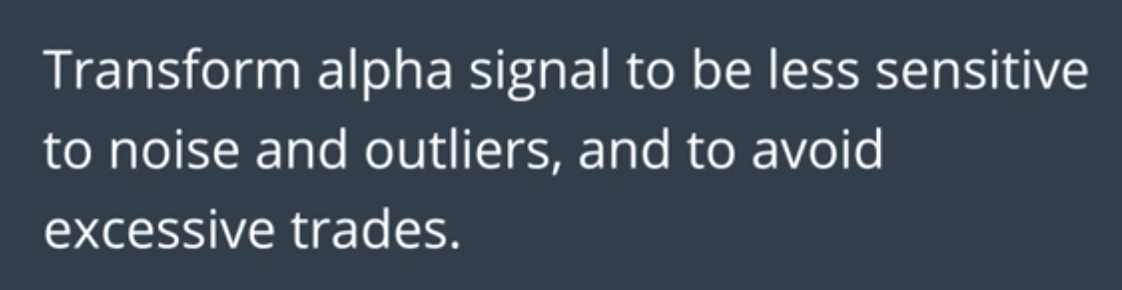 Transform alpha signal to be less sensitive
to noise and outliers, and to avoid
excessive trades.